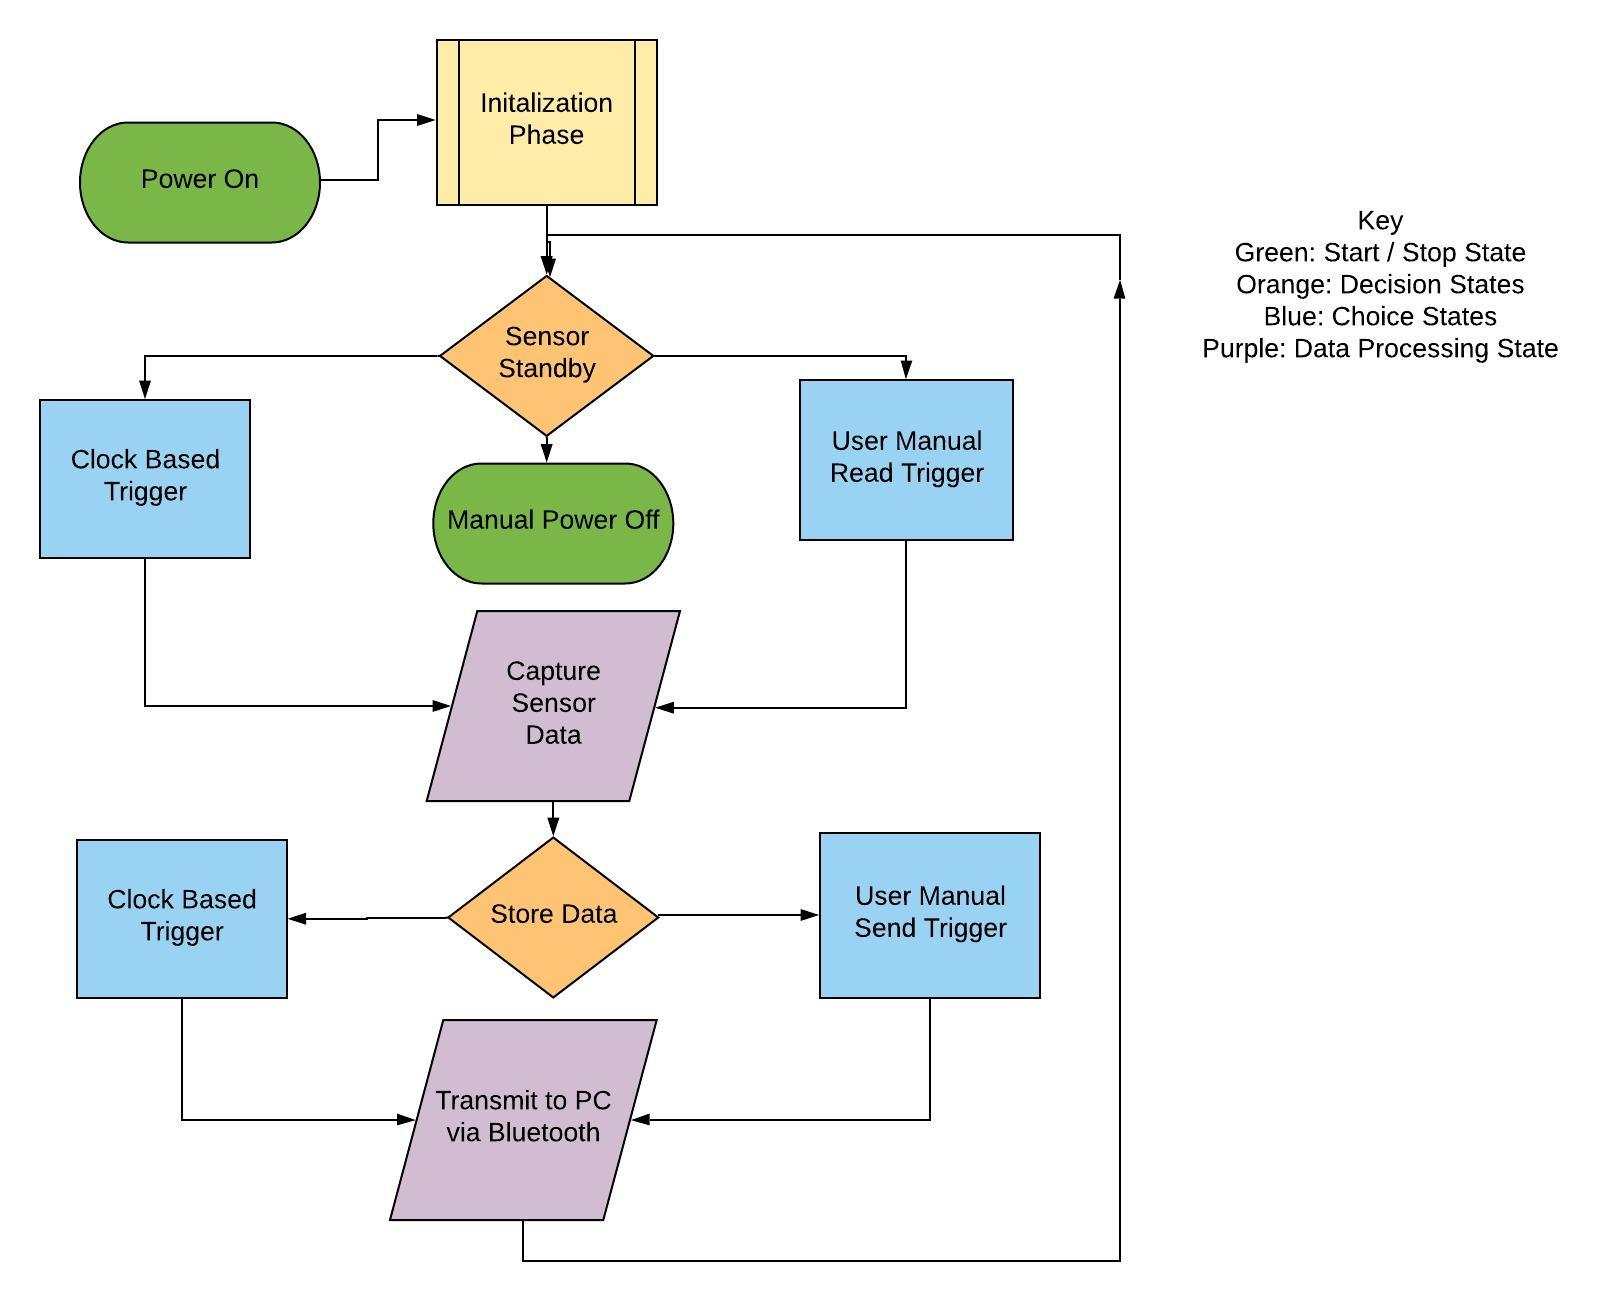 Initalization
Phase
Power On
Key
Green: Start / Stop State
Orange: Decision States
Blue: Choice States
Purple: Data Processing State
Sensor
Standby
Clock Based
Trigger
User Manual
Read Trigger
Manual Power Off
Capture
Sensor
Data
Clock Based
Trigger
Store Data
User Manual
Send Trigger
Transmit to PC
via Bluetooth